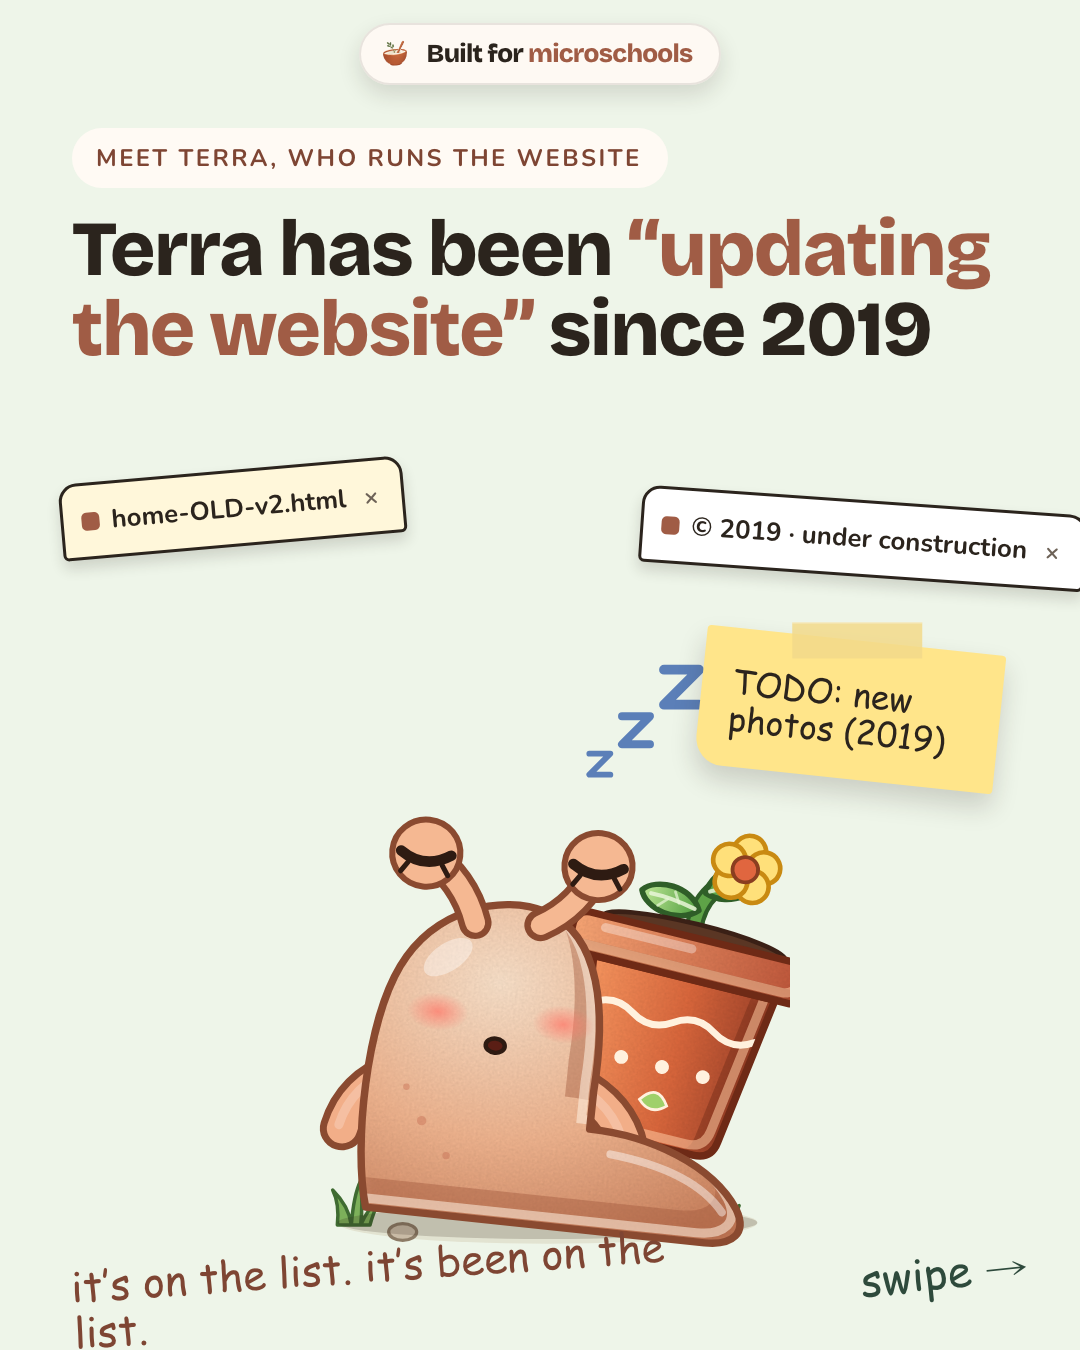 Built for microschools
MEET TERRA, WHO RUNS THE WEBSITE
Terra has been “updating
the website” since 2019
home-OLD-v2.html ×
© 2019 · under construction ×
z
z
z
TODO: new
photos (2019)
it's on the list. it's been on the
list.
swipe →